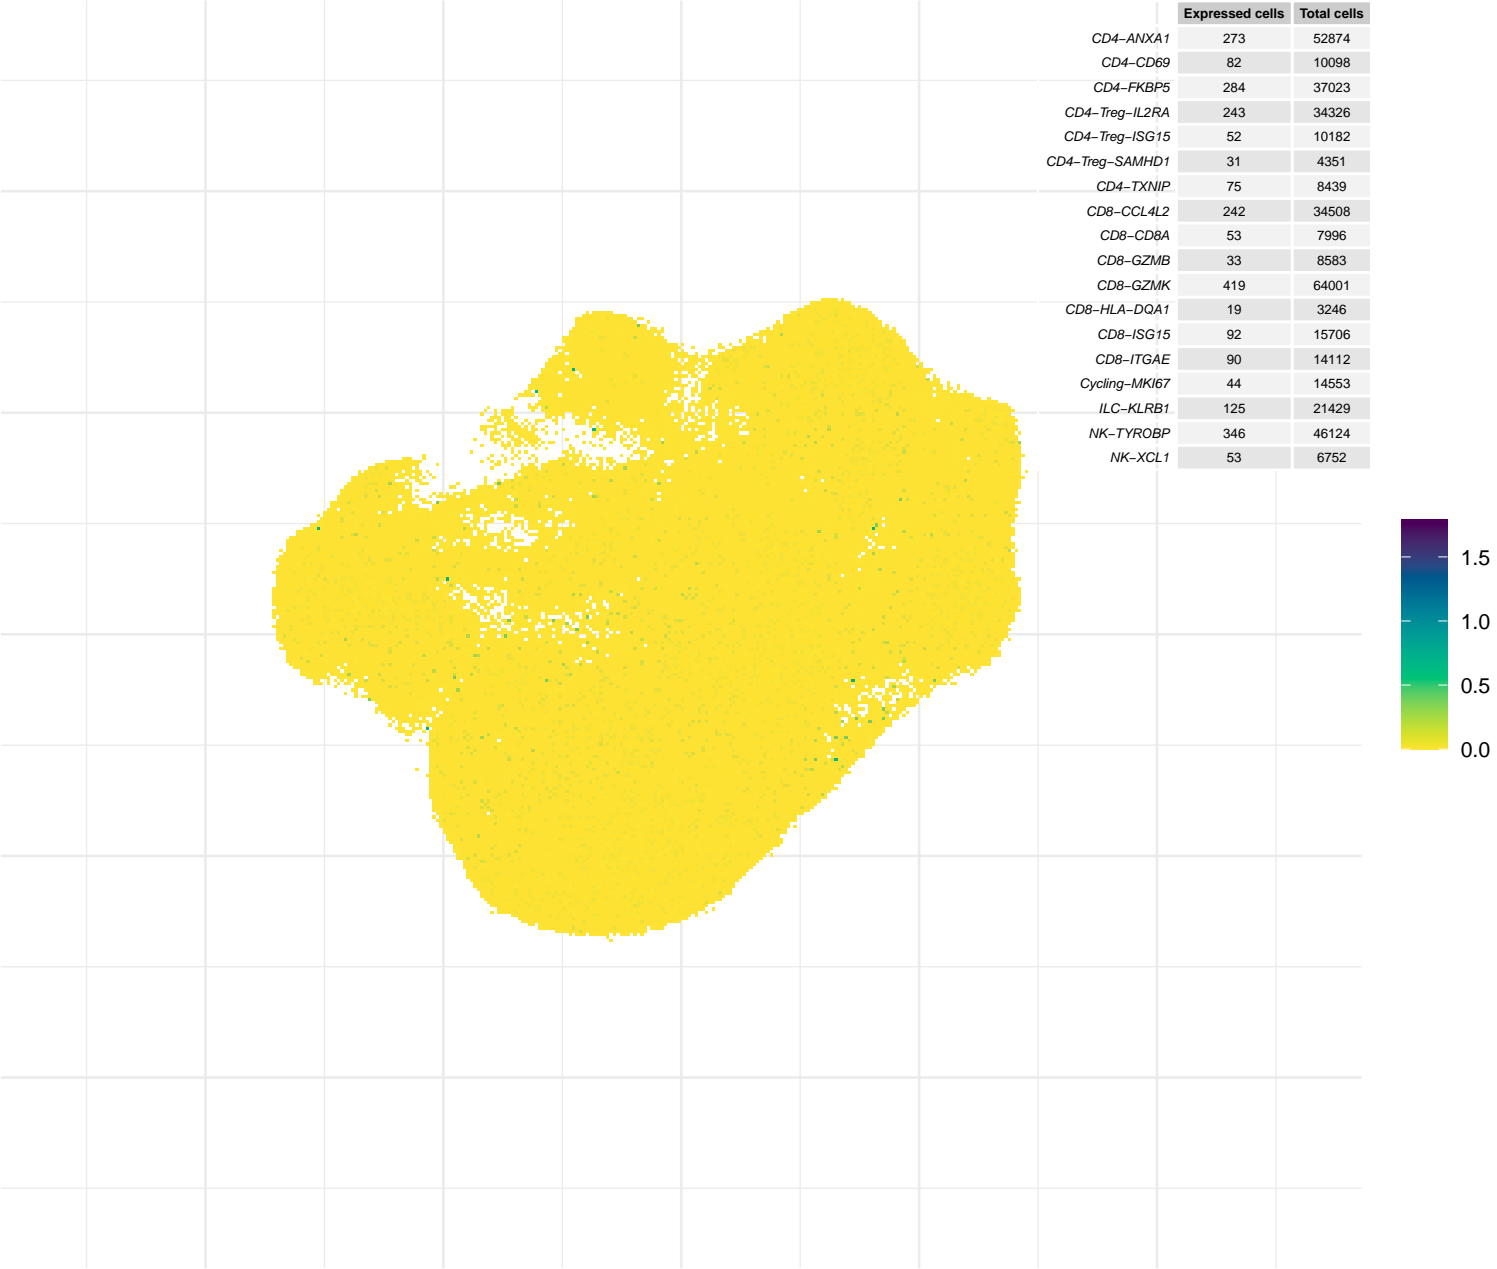 Expressed cells Total cells
CD4−ANXA1 273 52874
CD4−CD69 82 10098
CD4−FKBP5 284 37023
CD4−Treg−IL2RA 243 34326
CD4−Treg−ISG15 52 10182
CD4−Treg−SAMHD1 31 4351
CD4−TXNIP 75 8439
CD8−CCL4L2 242 34508
CD8−CD8A 53 7996
CD8−GZMB 33 8583
CD8−GZMK 419 64001
CD8−HLA−DQA1 19 3246
CD8−ISG15 92 15706
CD8−ITGAE 90 14112
Cycling−MKI67 44 14553
ILC−KLRB1 125 21429
NK−TYROBP 346 46124
NK−XCL1 53 6752
1.5
1.0
0.5
0.0